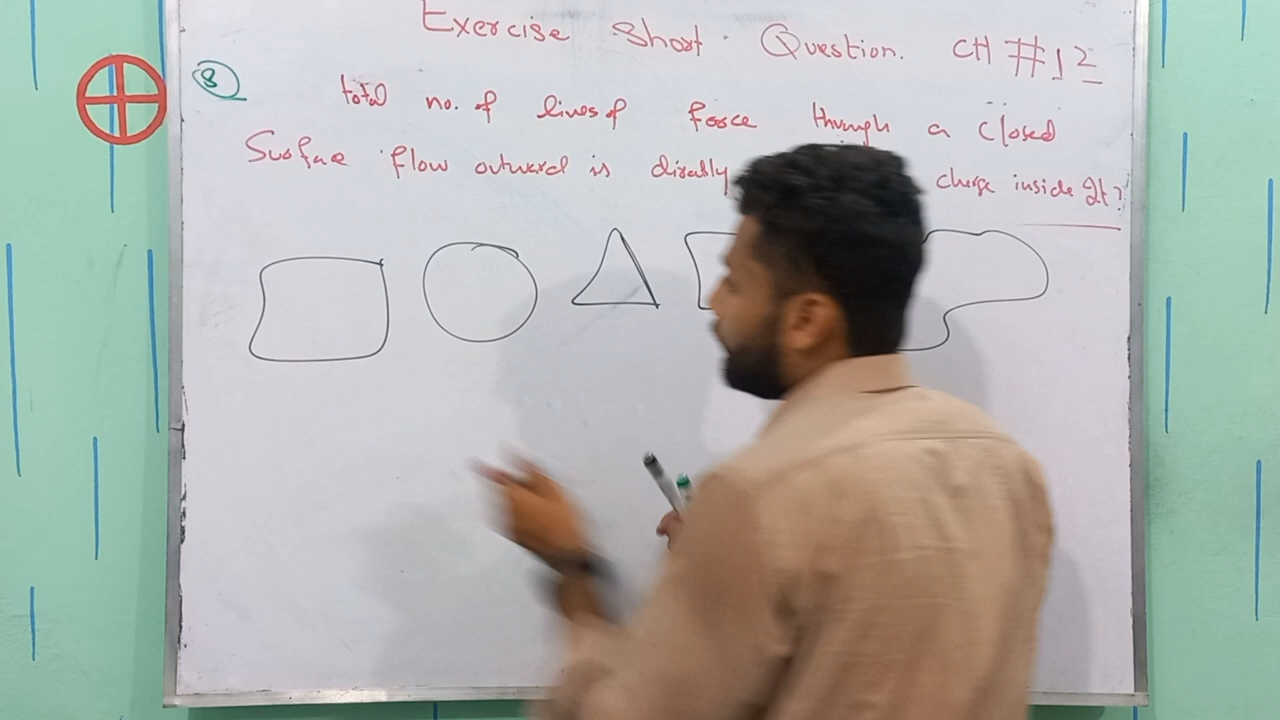 Exercise Short Question. CH #12
8
total no. of lines of force through a closed
Surface flow outward is directly charge inside It?